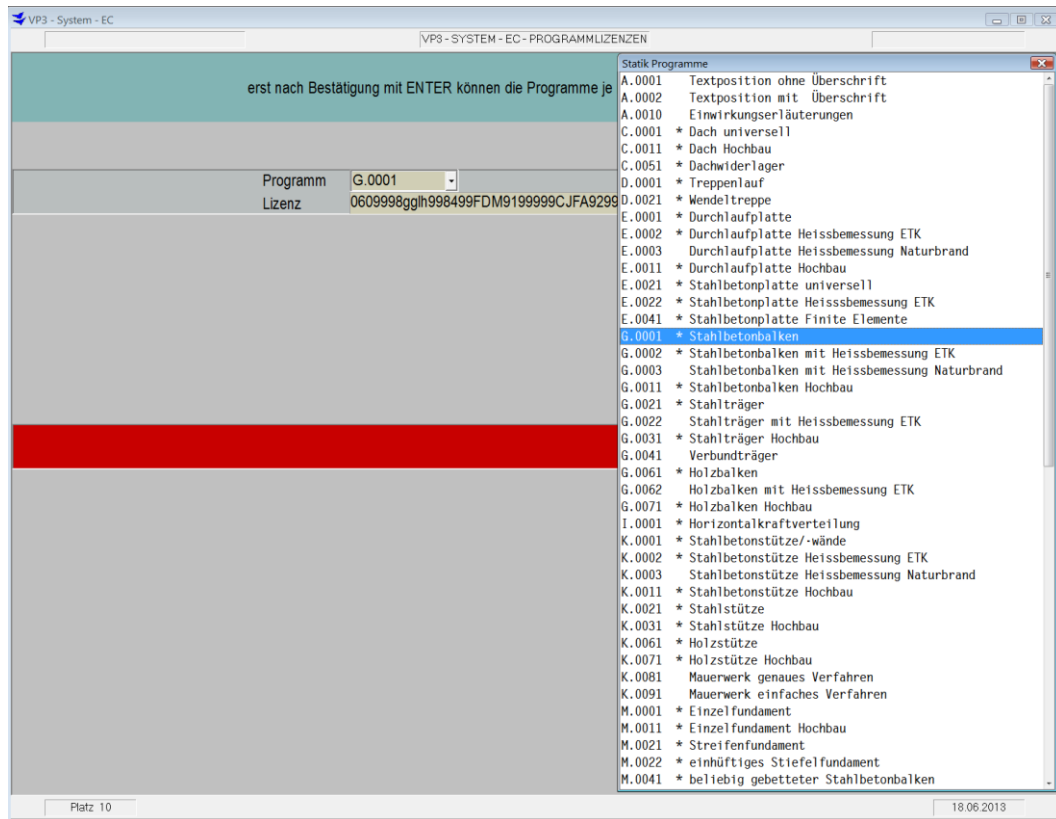 VP3 - System - EC
VP3 - SYSTEM - EC - PROGRAMMLIZENZEN
erst nach Bestätigung mit ENTER können die Programme je
Programm G.0001
Lizenz 0609998gglh998499FDM9199999CJFA9299
Statik Programme
A.0001 Textposition ohne Überschrift
A.0002 Textposition mit Überschrift
A.0010 Einwirkungserläuterungen
C.0001 * Dach universell
C.0011 * Dach Hochbau
C.0051 * Dachwiderlager
D.0001 * Treppenlauf
D.0021 * Wendeltreppe
E.0001 * Durchlaufplatte
E.0002 * Durchlaufplatte Heissbemessung ETK
E.0003 Durchlaufplatte Heissbemessung Naturbrand
E.0011 * Durchlaufplatte Hochbau
E.0021 * Stahlbetonplatte universell
E.0022 * Stahlbetonplatte Heisssbemessung ETK
E.0041 * Stahlbetonplatte Finite Elemente
G.0001 * Stahlbetonbalken
G.0002 * Stahlbetonbalken mit Heissbemessung ETK
G.0003 Stahlbetonbalken mit Heissbemessung Naturbrand
G.0011 * Stahlbetonbalken Hochbau
G.0021 * Stahlträger
G.0022 Stahlträger mit Heissbemessung ETK
G.0031 * Stahlträger Hochbau
G.0041 Verbundträger
G.0061 * Holzbalken
G.0062 Holzbalken mit Heissbemessung ETK
G.0071 * Holzbalken Hochbau
I.0001 * Horizontalkraftverteilung
K.0001 * Stahlbetonstütze/-wände
K.0002 * Stahlbetonstütze Heissbemessung ETK
K.0003 Stahlbetonstütze Heissbemessung Naturbrand
K.0011 * Stahlbetonstütze Hochbau
K.0021 * Stahlstütze
K.0031 * Stahlstütze Hochbau
K.0061 * Holzstütze
K.0071 * Holzstütze Hochbau
K.0081 Mauerwerk genaues Verfahren
K.0091 Mauerwerk einfaches Verfahren
M.0001 * Einzelfundament
M.0011 * Einzelfundament Hochbau
M.0021 * Streifenfundament
M.0022 * einhüftiges Stiefelfundament
M.0041 * beliebig gebetteter Stahlbetonbalken
Platz 10
18.06.2013